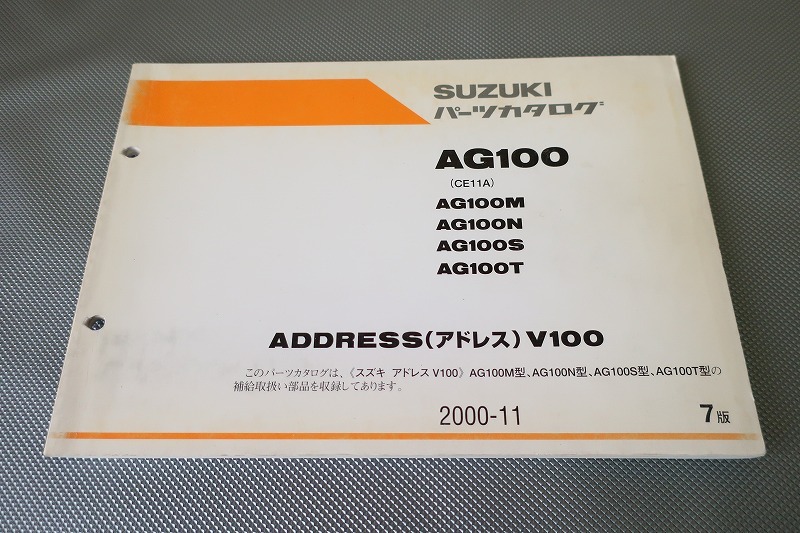 SUZUKI
パーツカタログ
AG100
(CE11A)
AG100M
AG100N
AG100S
AG100T
ADDRESS(アドレス)V100
このパーツカタログは、《スズキ アドレス V100》AG100M型、AG100N型、AG100S型、AG100T型の
補給取扱い部品を収録してあります。
2000-11 7版